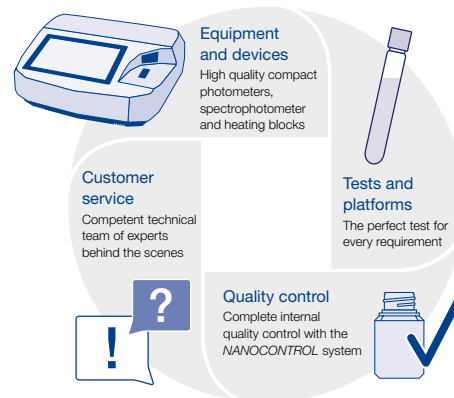 Equipment
and devices
High quality compact
photometers,
spectrophotometer
and heating blocks
Tests and
platforms
The perfect test for
every requirement
Customer
service
Competent technical
team of experts
behind the scenes
Quality control
Complete internal
quality control with the
NANOCONTROL system
?
!